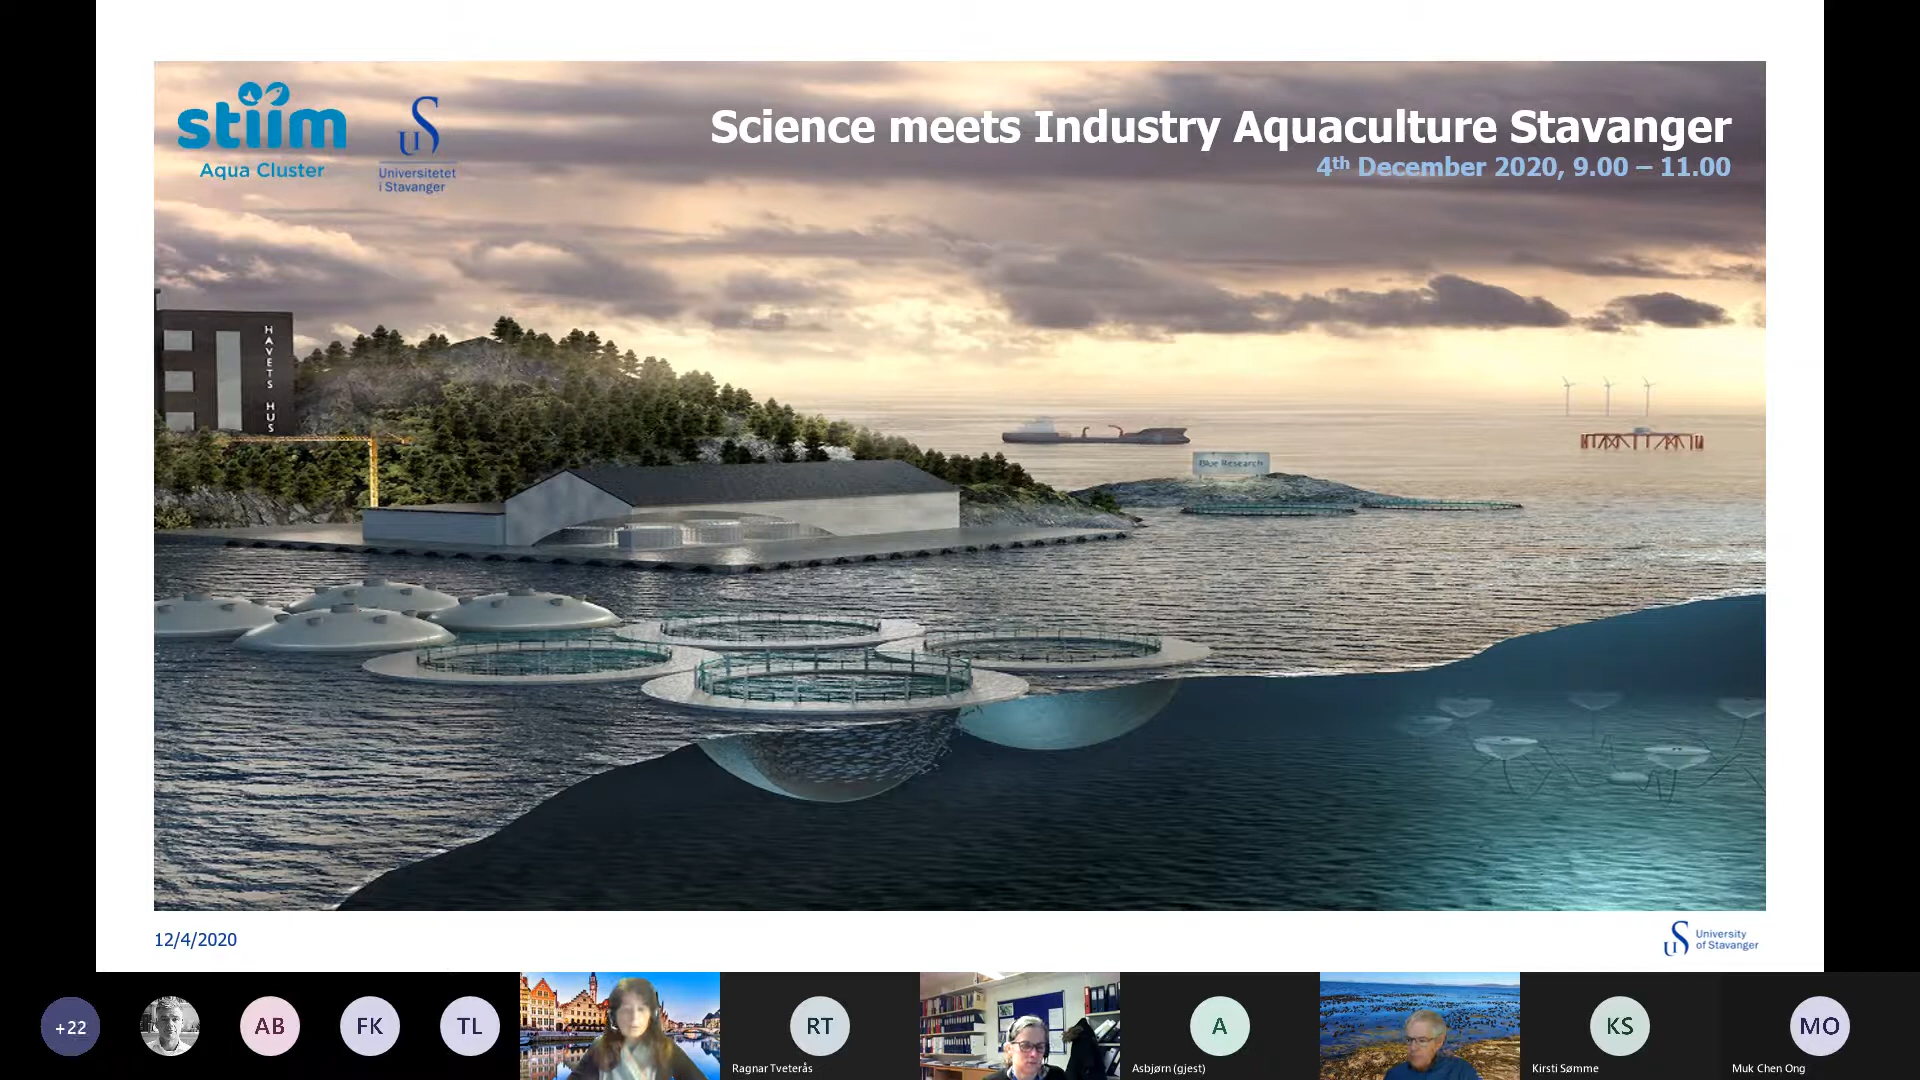 stiim
Aqua Cluster
Universitetet
i Stavanger
Science meets Industry Aquaculture Stavanger
4th December 2020, 9.00 – 11.00
HAVETS HUS
Blue Research
12/4/2020
University
of Stavanger
+22
AB
FK
TL
RT
Ragnar Tveterås
A
Asbjørn (gjest)
KS
Kirsti Sømme
MO
Muk Chen Ong